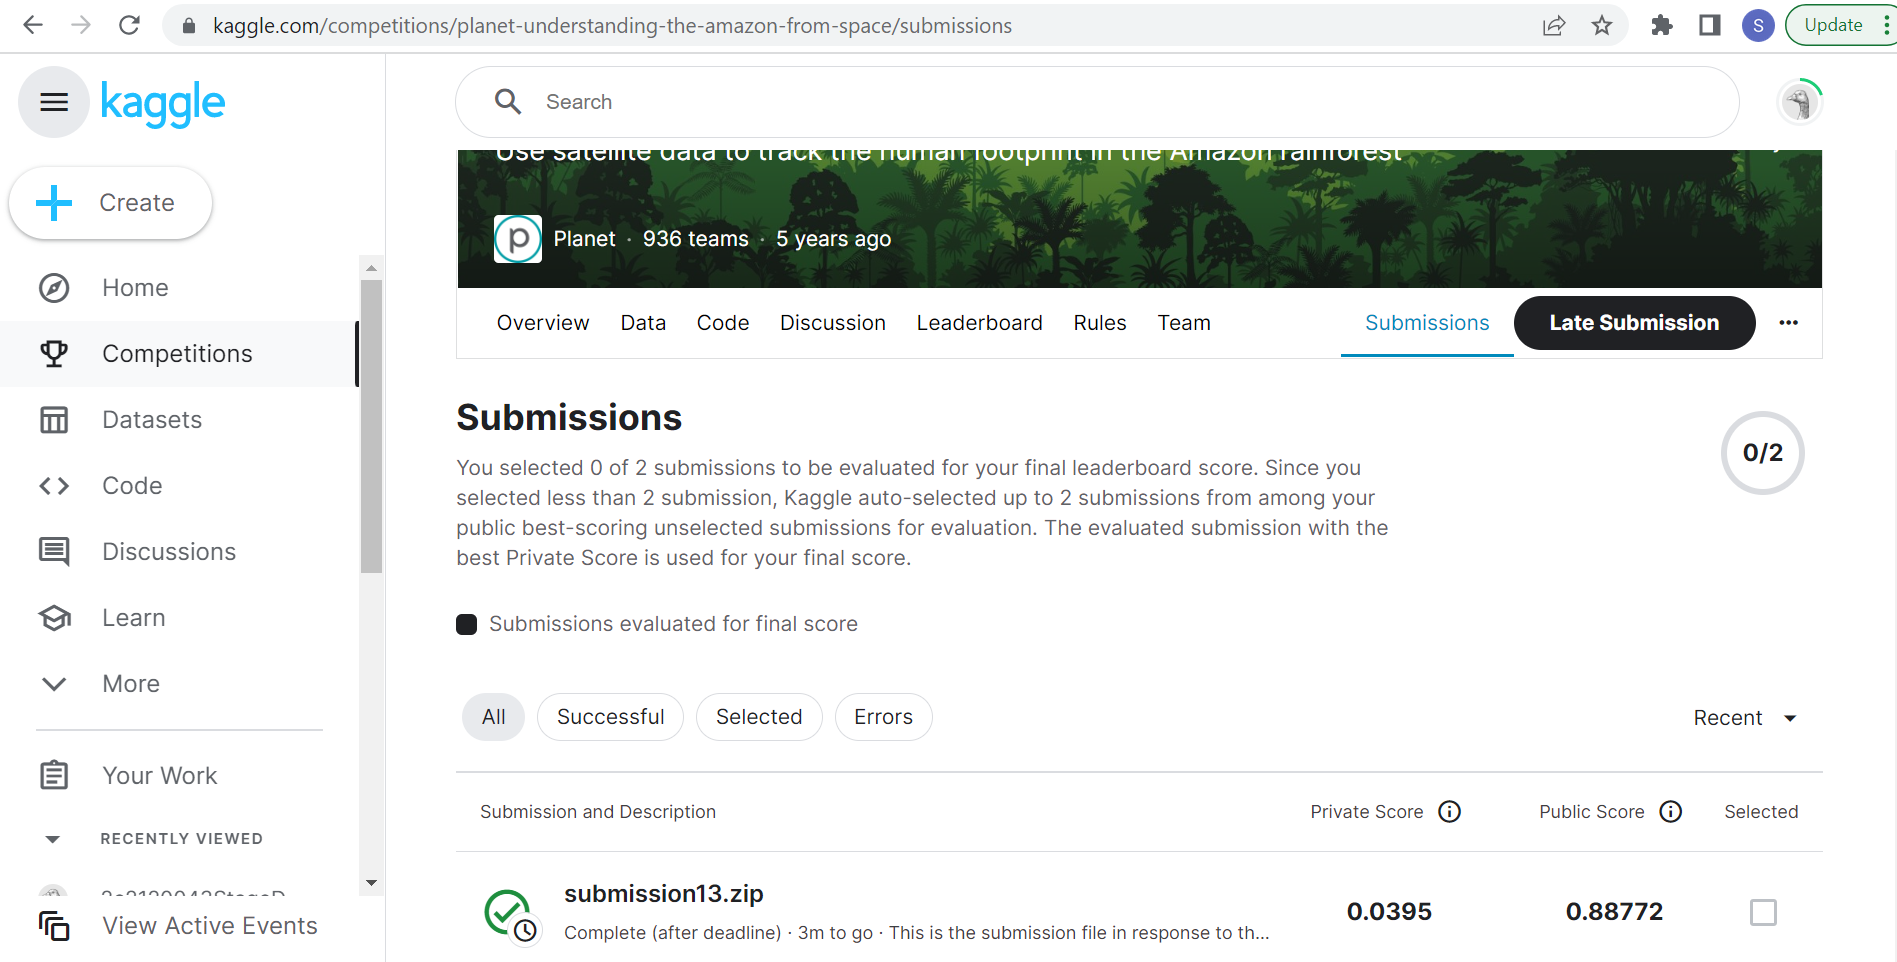 kaggle.com/competitions/planet-understanding-the-amazon-from-space/submissions
S
Update
kaggle
Search
Create
Use satellite data to track the human footprint in the Amazon rainforest
p
Planet · 936 teams · 5 years ago
Home
Competitions
Datasets
Code
Discussions
Learn
More
Your Work
RECENTLY VIEWED
View Active Events
Overview Data Code Discussion Leaderboard Rules Team Submissions Late Submission
Submissions
0/2
You selected 0 of 2 submissions to be evaluated for your final leaderboard score. Since you
selected less than 2 submission, Kaggle auto-selected up to 2 submissions from among your
public best-scoring unselected submissions for evaluation. The evaluated submission with the
best Private Score is used for your final score.
Submissions evaluated for final score
All Successful Selected Errors Recent
Submission and Description Private Score Public Score Selected
submission13.zip
0.0395 0.88772
Complete (after deadline) · 3m to go · This is the submission file in response to th...